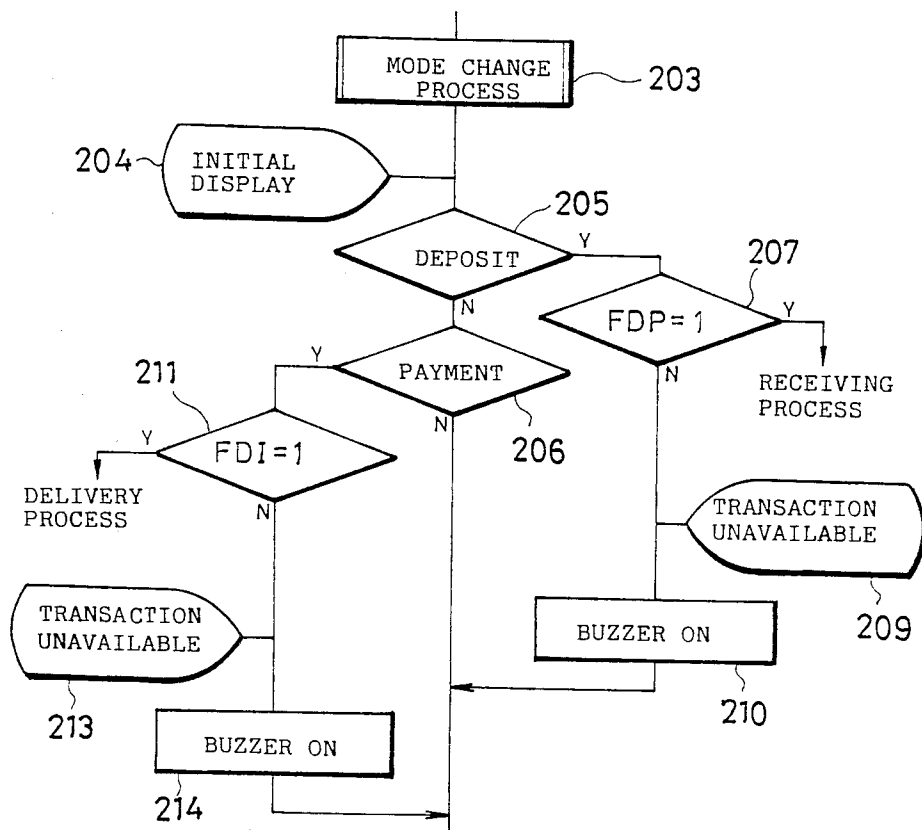 MODE CHANGE
PROCESS
203
204
INITIAL
DISPLAY
205
DEPOSIT
Y
N
207
FDP=1
Y
N
RECEIVING
PROCESS
Y
PAYMENT
N
206
211
Y
FDI=1
N
DELIVERY
PROCESS
TRANSACTION
UNAVAILABLE
209
TRANSACTION
UNAVAILABLE
213
BUZZER ON
210
BUZZER ON
214